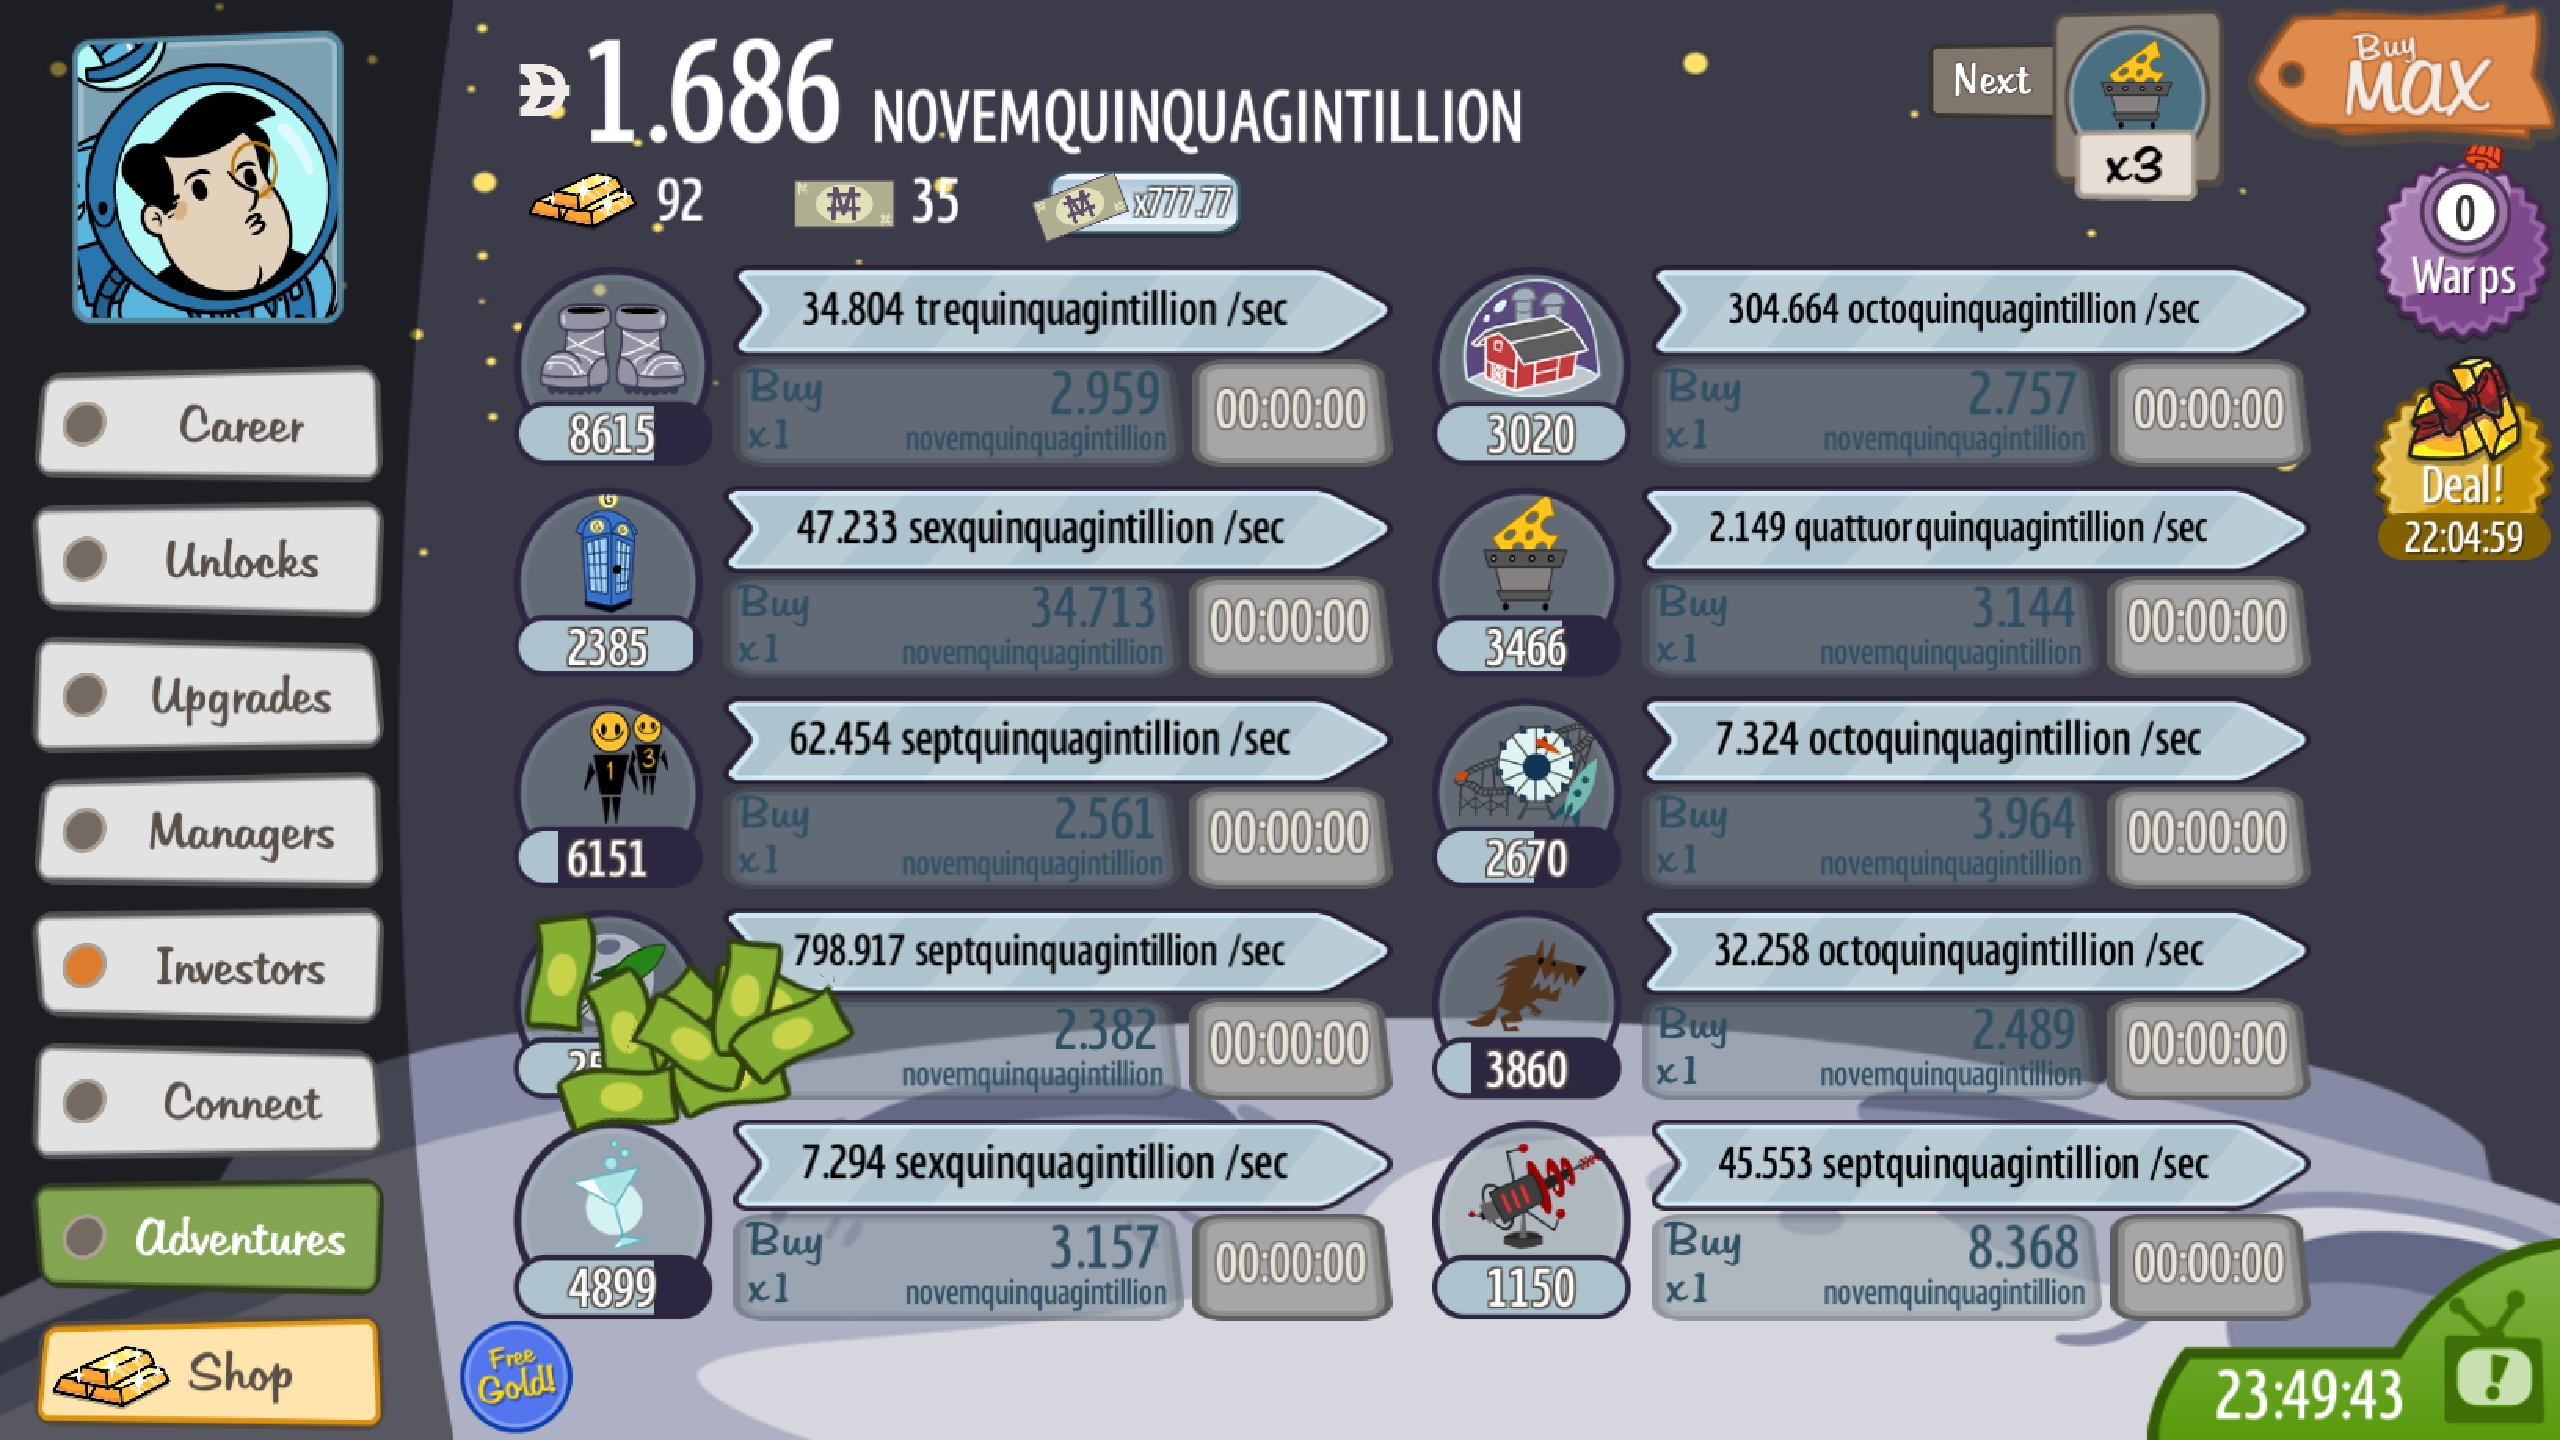 1.686 NOVEMQUINQUAGINTILLION
92 35 x777.77
Next
x3
Buy
MAX
0
Warps
Deal!
22:04:59
Career
Unlocks
Upgrades
Managers
Investors
Connect
Adventures
Shop
34.804 trequinquagintillion /sec
Buy 2.959
x1 novemquinquagintillion
00:00:00
8615
304.664 octoquinquagintillion /sec
Buy 2.757
x1 novemquinquagintillion
00:00:00
3020
G
G G
47.233 sexquinquagintillion /sec
Buy 34.713
x1 novemquinquagintillion
00:00:00
2385
2.149 quattuorquinquagintillion /sec
Buy 3.144
x1 novemquinquagintillion
00:00:00
3466
1 3
62.454 septquinquagintillion /sec
Buy 2.561
x1 novemquinquagintillion
00:00:00
6151
7.324 octoquinquagintillion /sec
Buy 3.964
x1 novemquinquagintillion
00:00:00
2670
798.917 septquinquagintillion /sec
2.382
novemquinquagintillion
00:00:00
32.258 octoquinquagintillion /sec
Buy 2.489
x1 novemquinquagintillion
00:00:00
3860
7.294 sexquinquagintillion /sec
Buy 3.157
x1 novemquinquagintillion
00:00:00
4899
45.553 septquinquagintillion /sec
Buy 8.368
x1 novemquinquagintillion
00:00:00
1150
Free
Gold!
23:49:43
!